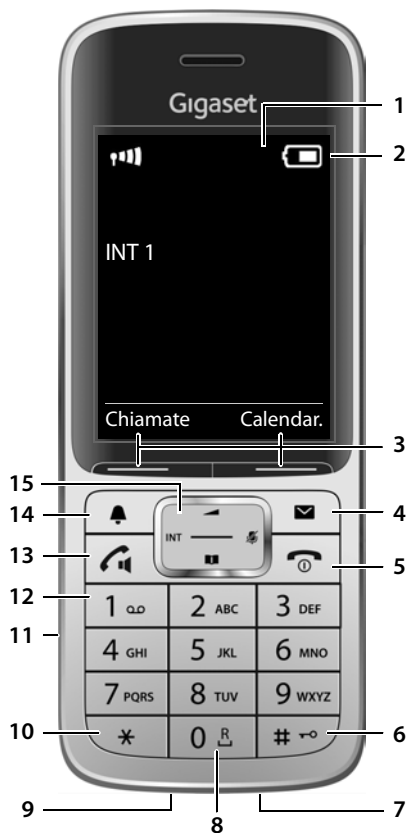 Gigaset
1
2
INT 1
Chiamate Calendar.
3
15
14
4
INT
13
5
12
1 2 ABC 3 DEF
11
4 GHI 5 JKL 6 MNO
7 PQRS 8 TUV 9 WXYZ
10
* 0 R #
6
9
8
7